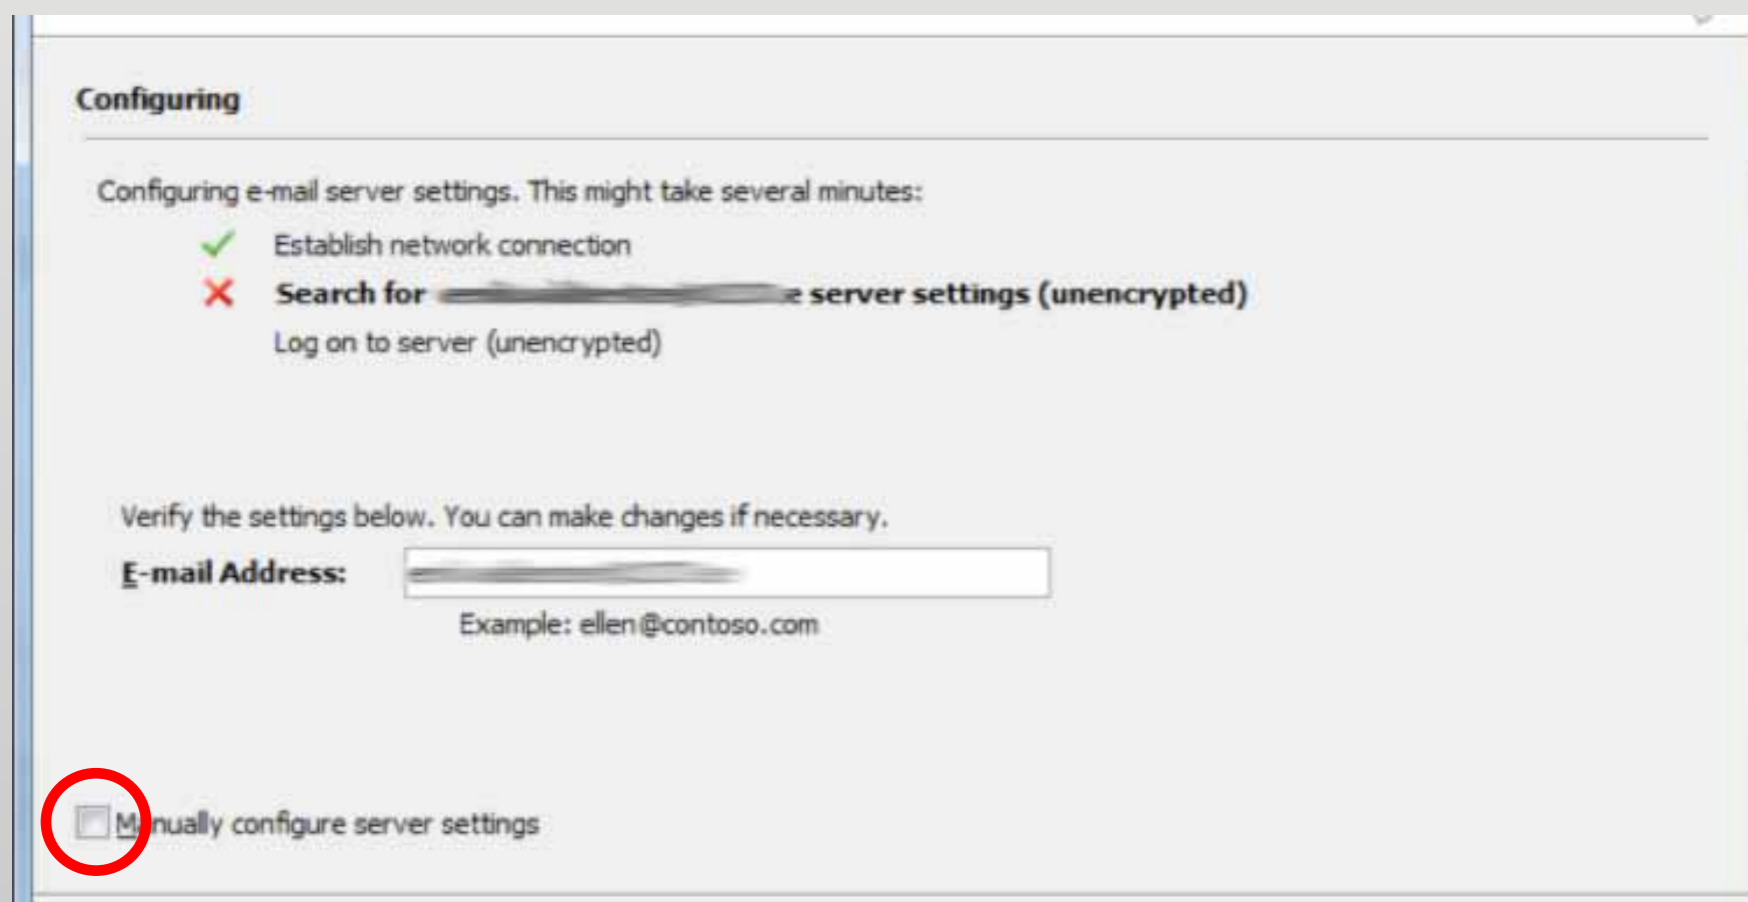 Configuring
Configuring e-mail server settings. This might take several minutes:
Establish network connection
Search for server settings (unencrypted)
Log on to server (unencrypted)
Verify the settings below. You can make changes if necessary.
E-mail Address:
Example: ellen@contoso.com
Manually configure server settings